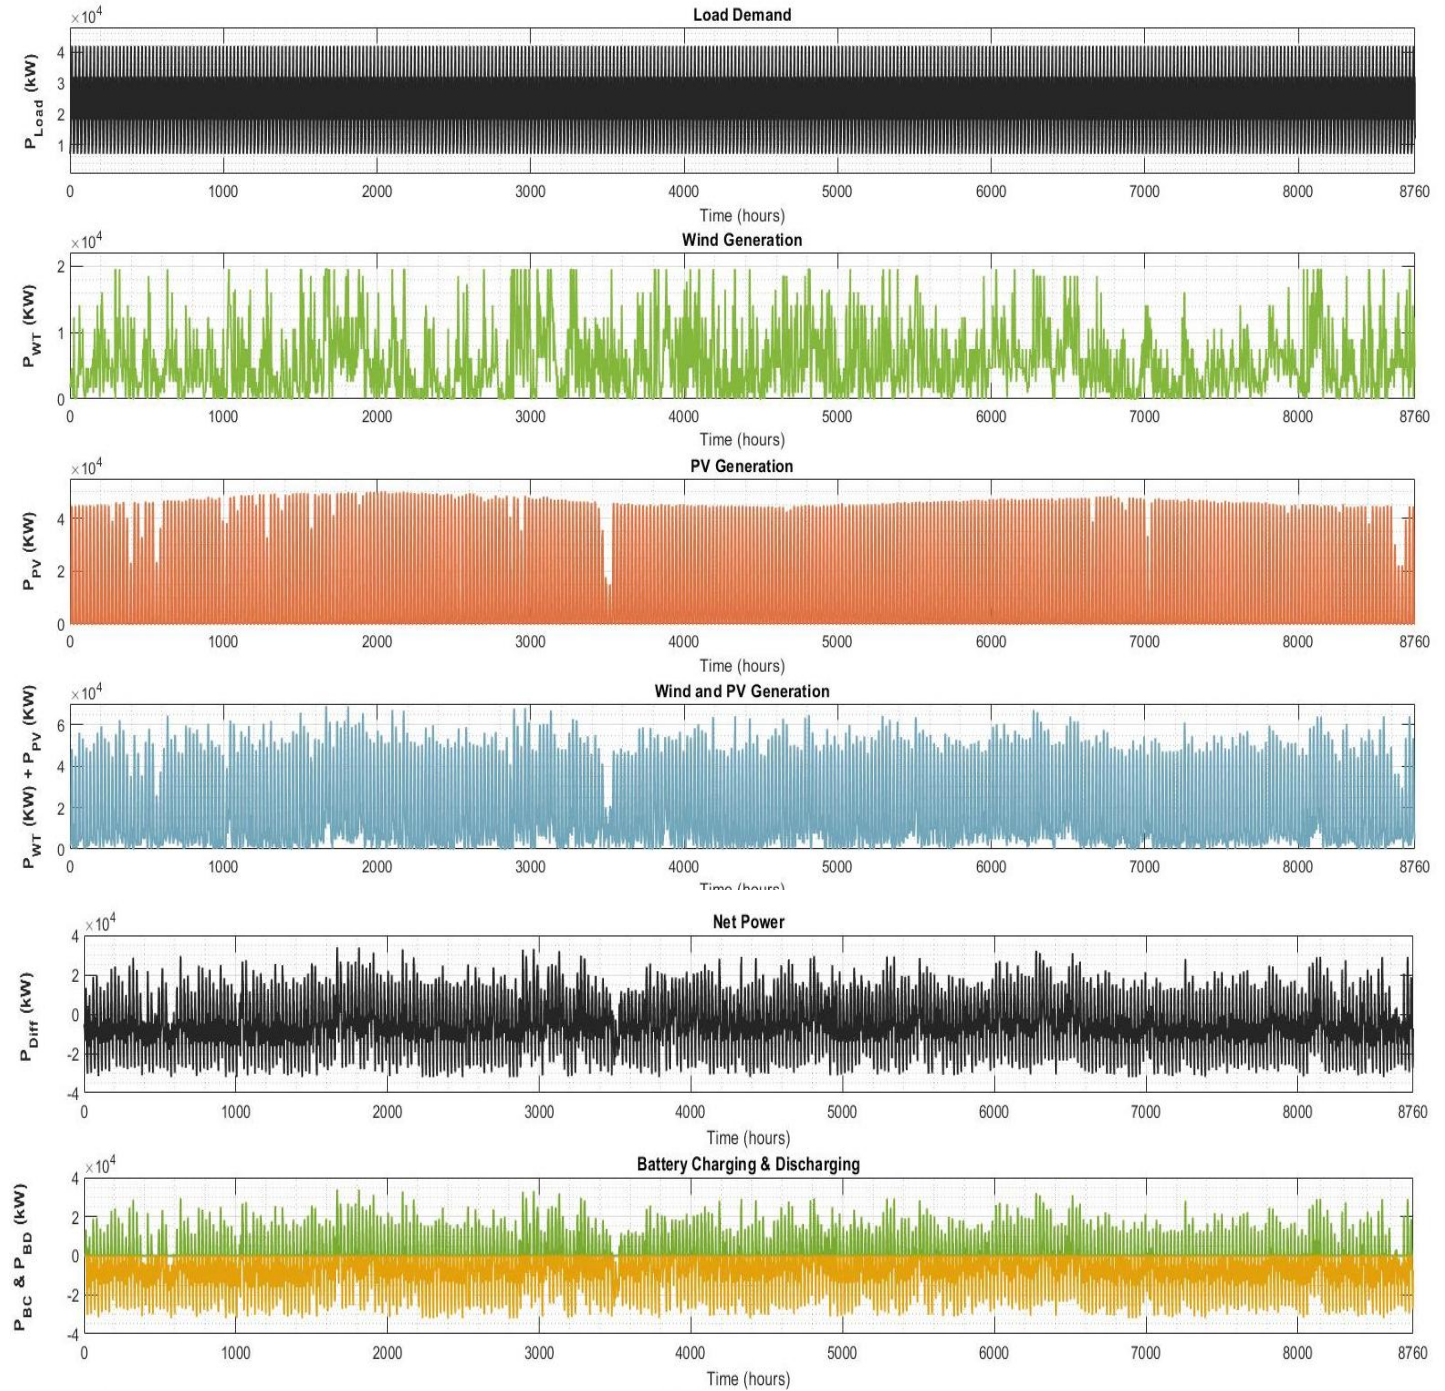 Load Demand
×10⁴
P_Load (kW)
4
3
2
1
0 1000 2000 3000 4000 5000 6000 7000 8000 8760
Time (hours)
Wind Generation
×10⁴
P_WT (KW)
2
1
0
0 1000 2000 3000 4000 5000 6000 7000 8000 8760
Time (hours)
PV Generation
×10⁴
P_PV (KW)
4
2
0
0 1000 2000 3000 4000 5000 6000 7000 8000 8760
Time (hours)
Wind and PV Generation
×10⁴
P_WT (KW) + P_PV (KW)
6
4
2
0
0 1000 2000 3000 4000 5000 6000 7000 8000 8760
Time (hours)
Net Power
×10⁴
P_Diff (kW)
4
2
0
-2
-4
0 1000 2000 3000 4000 5000 6000 7000 8000 8760
Time (hours)
Battery Charging & Discharging
×10⁴
P_BC & P_BD (kW)
4
2
0
-2
-4
0 1000 2000 3000 4000 5000 6000 7000 8000 8760
Time (hours)